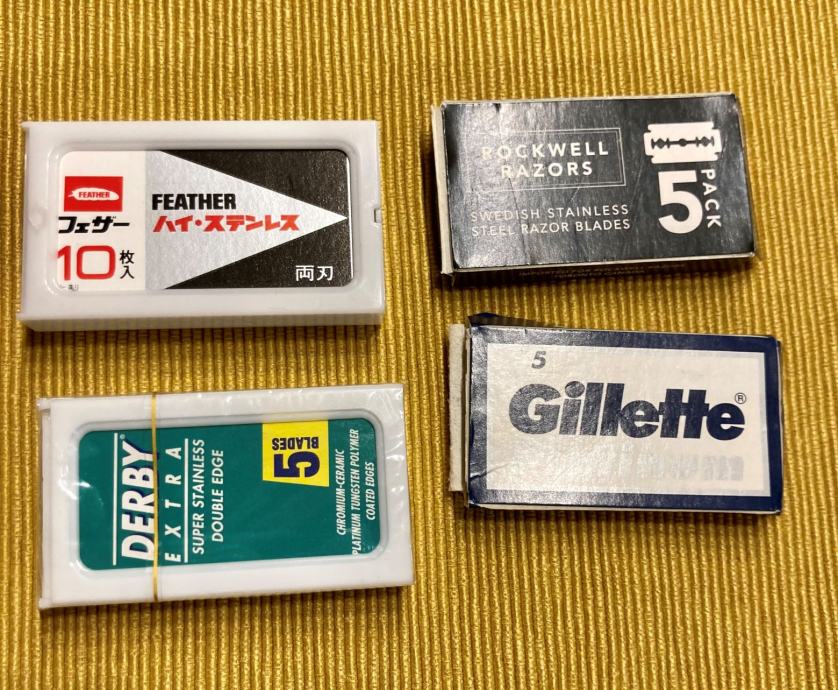 FEATHER
フェザー
10枚入
FEATHER
ハイ・ステンレス
両刃
ROCKWELL
RAZORS
SWEDISH STAINLESS
STEEL RAZOR BLADES
5 PACK
DERBY®
EXTRA
SUPER STAINLESS
DOUBLE EDGE
5 BLADES
CHROMIUM-CERAMIC
PLATINUM TUNGSTEN POLYMER
COATED EDGES
5
Gillette®